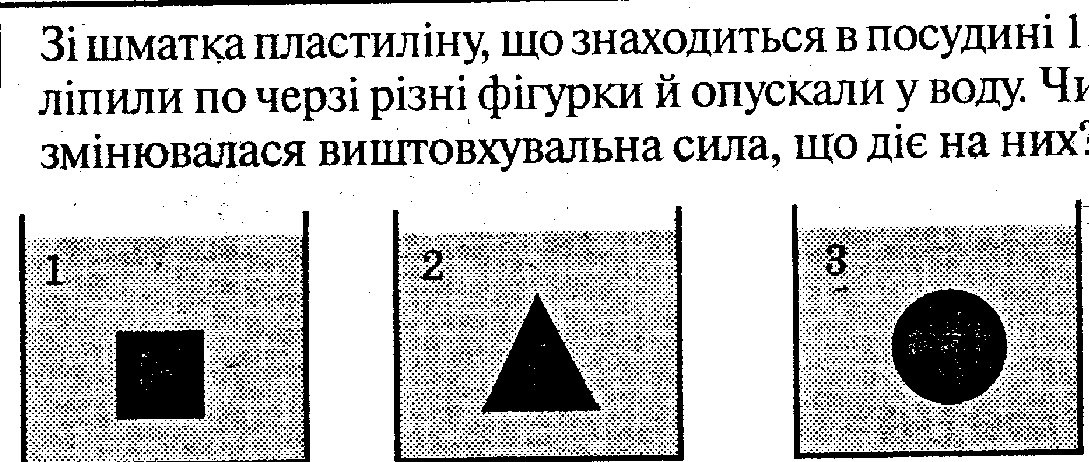 Зі шматка пластиліну, що знаходиться в посудині 1
ліпили по черзі різні фігурки й опускали у воду. Чи
змінювалася виштовхувальна сила, що діє на них?
1 2 3